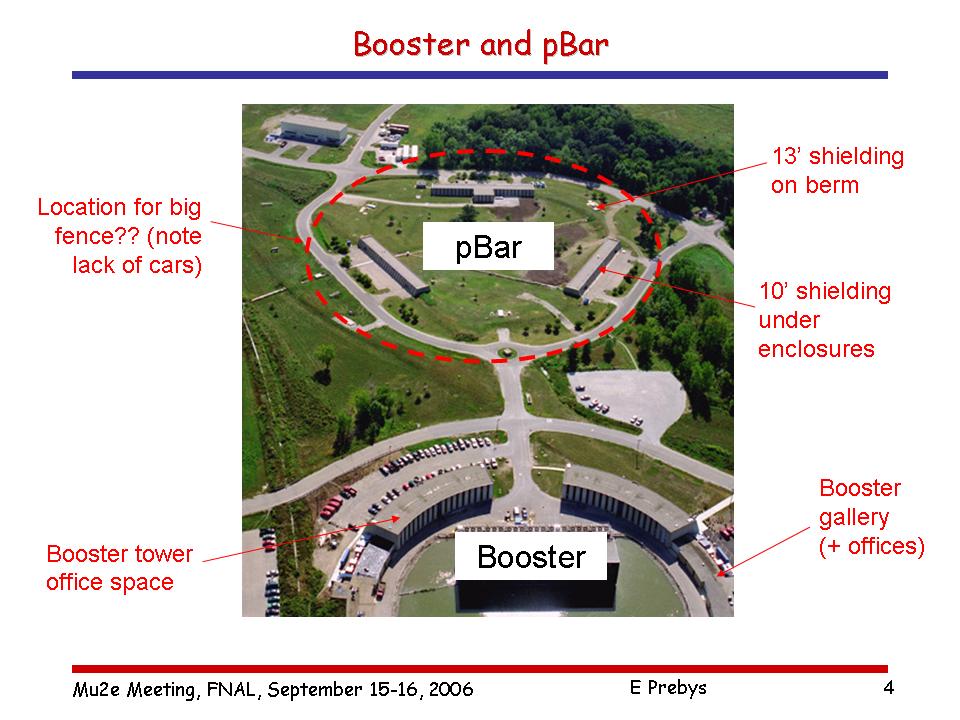 Booster and pBar
13’ shielding
on berm
Location for big
fence?? (note
lack of cars)
pBar
10’ shielding
under
enclosures
Booster
gallery
(+ offices)
Booster tower
office space
Booster
Mu2e Meeting, FNAL, September 15-16, 2006
E Prebys
4